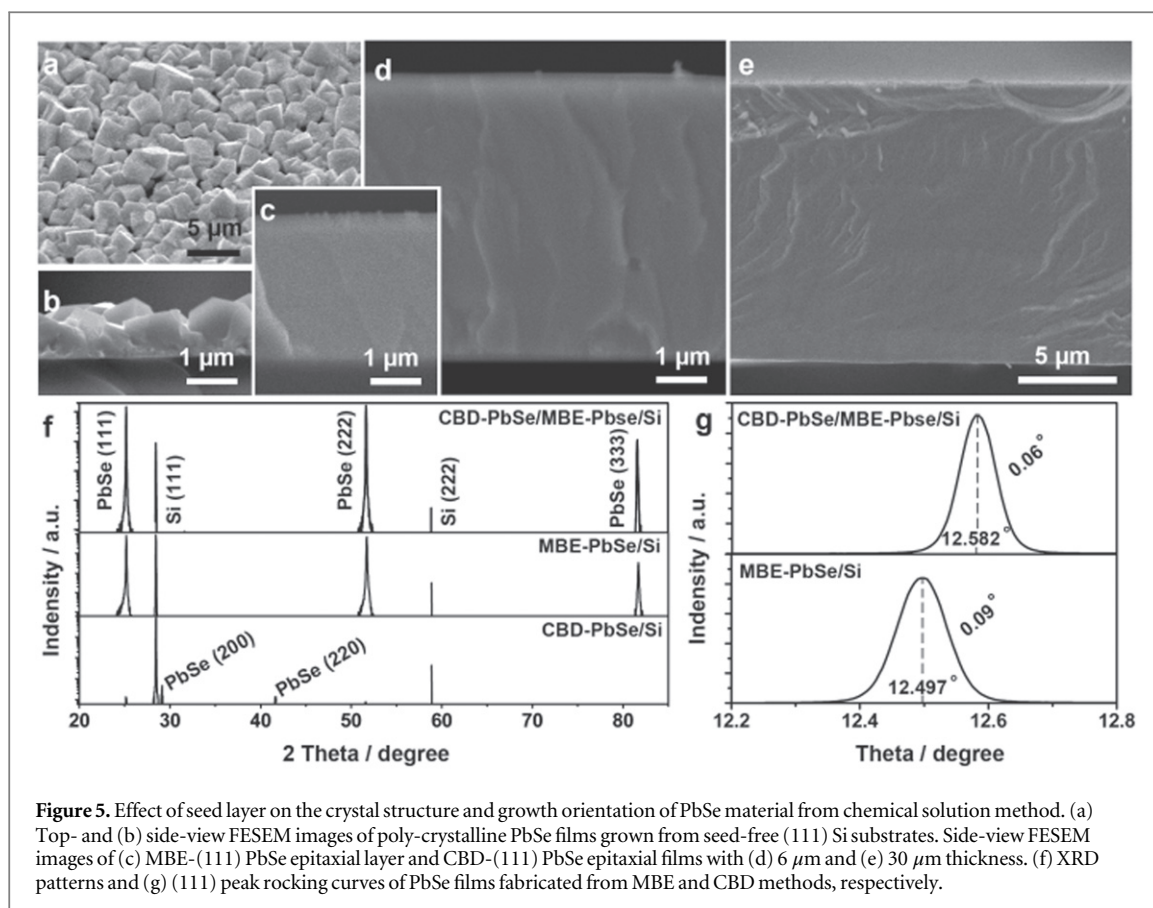 a
5 μm
b
1 μm
c
1 μm
d
1 μm
e
5 μm
f
CBD-PbSe/MBE-Pbse/Si
PbSe (111)
Si (111)
PbSe (222)
Si (222)
PbSe (333)
MBE-PbSe/Si
CBD-PbSe/Si
PbSe (200)
PbSe (220)
Indensity / a.u.
20 30 40 50 60 70 80
2 Theta / degree
g
CBD-PbSe/MBE-Pbse/Si
0.06°
12.582°
MBE-PbSe/Si
0.09°
12.497°
Indensity / a.u.
12.2 12.4 12.6 12.8
Theta / degree
Figure 5. Effect of seed layer on the crystal structure and growth orientation of PbSe material from chemical solution method. (a)
Top- and (b) side-view FESEM images of poly-crystalline PbSe films grown from seed-free (111) Si substrates. Side-view FESEM
images of (c) MBE-(111) PbSe epitaxial layer and CBD-(111) PbSe epitaxial films with (d) 6 μm and (e) 30 μm thickness. (f) XRD
patterns and (g) (111) peak rocking curves of PbSe films fabricated from MBE and CBD methods, respectively.